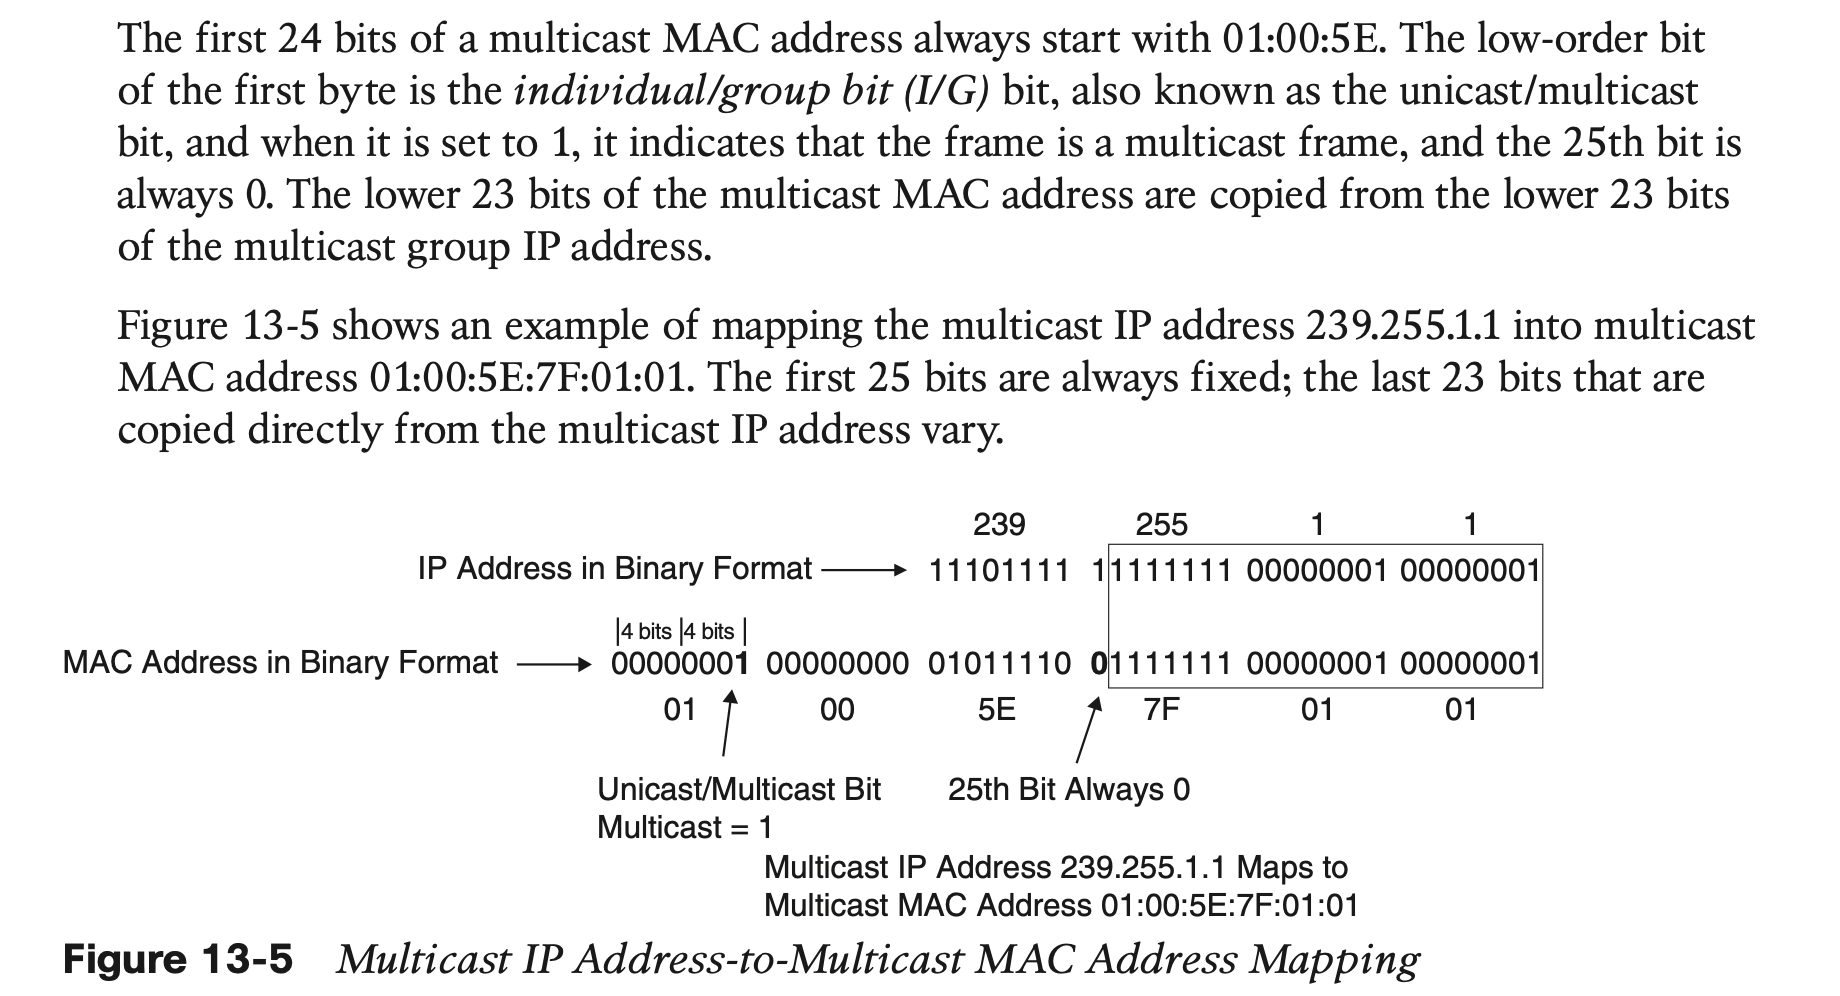 The first 24 bits of a multicast MAC address always start with 01:00:5E. The low-order bit
of the first byte is the individual/group bit (I/G) bit, also known as the unicast/multicast
bit, and when it is set to 1, it indicates that the frame is a multicast frame, and the 25th bit is
always 0. The lower 23 bits of the multicast MAC address are copied from the lower 23 bits
of the multicast group IP address.
Figure 13-5 shows an example of mapping the multicast IP address 239.255.1.1 into multicast
MAC address 01:00:5E:7F:01:01. The first 25 bits are always fixed; the last 23 bits that are
copied directly from the multicast IP address vary.
239 255 1 1
IP Address in Binary Format 11101111 11111111 00000001 00000001
|4 bits |4 bits |
MAC Address in Binary Format 00000001 00000000 01011110 01111111 00000001 00000001
01 00 5E 7F 01 01
Unicast/Multicast Bit 25th Bit Always 0
Multicast = 1
Multicast IP Address 239.255.1.1 Maps to
Multicast MAC Address 01:00:5E:7F:01:01
Figure 13-5 Multicast IP Address-to-Multicast MAC Address Mapping